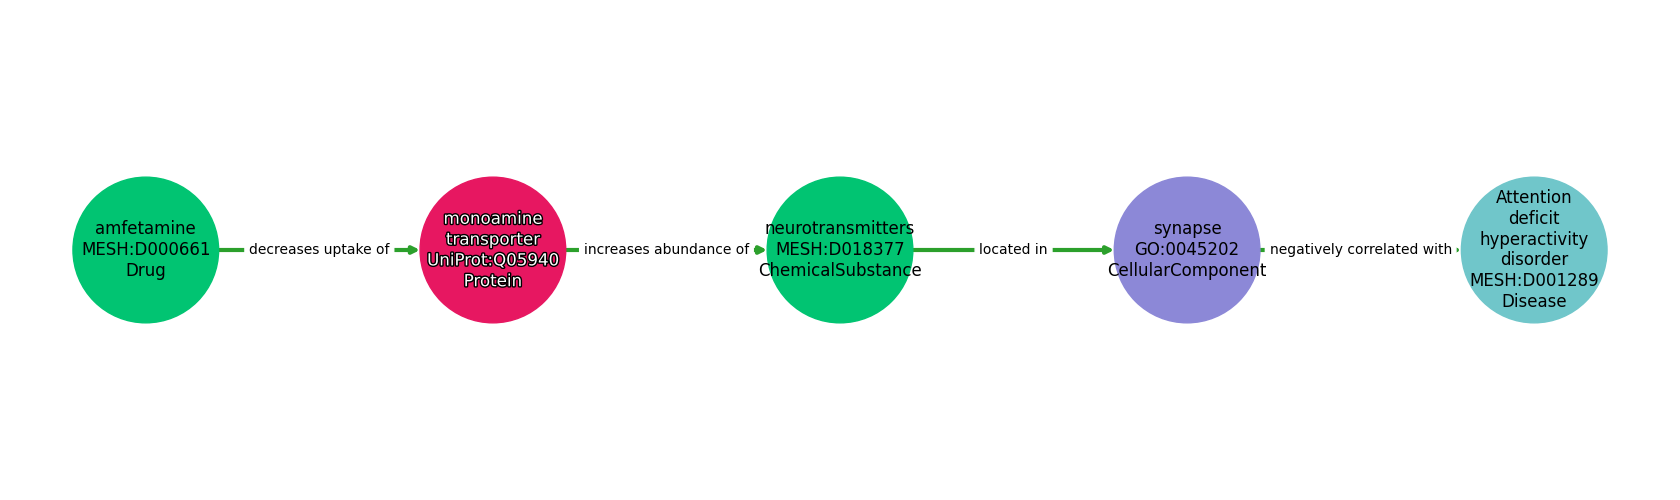 amfetamine
MESH:D000661
Drug
decreases uptake of
monoamine
transporter
UniProt:Q05940
Protein
increases abundance of
neurotransmitters
MESH:D018377
ChemicalSubstance
located in
synapse
GO:0045202
CellularComponent
negatively correlated with
Attention
deficit
hyperactivity
disorder
MESH:D001289
Disease